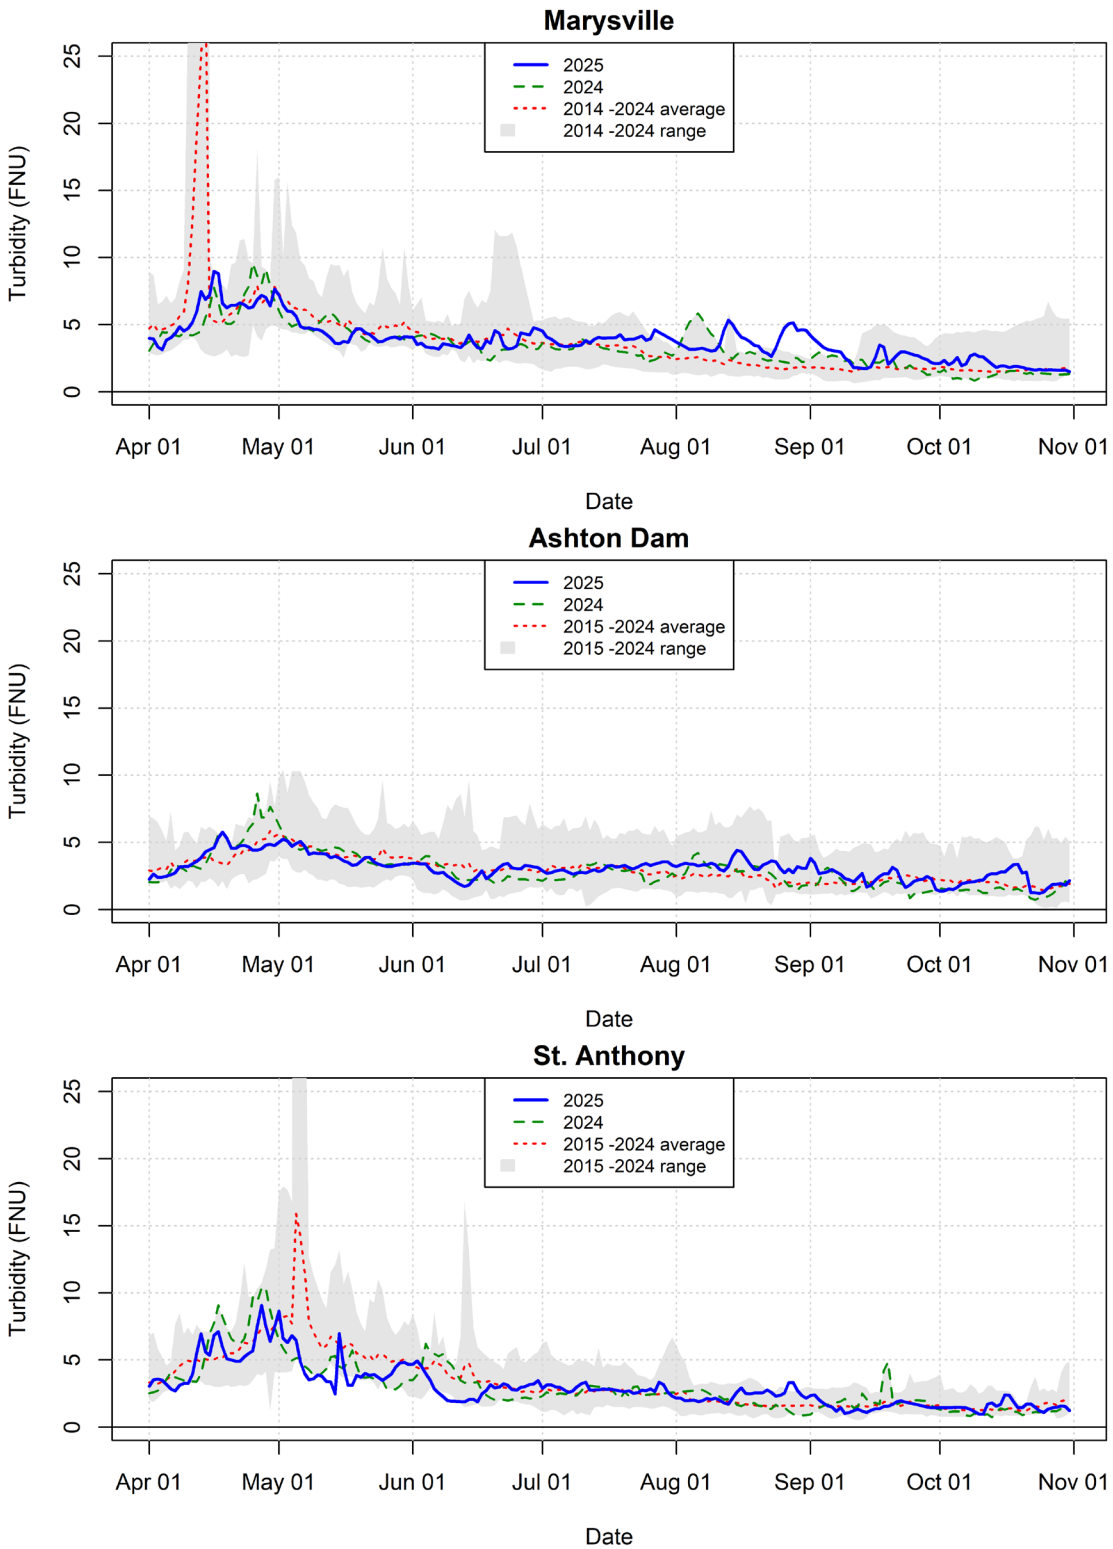 Marysville
Turbidity (FNU)
25
20
15
10
5
0
2025
2024
2014 -2024 average
2014 -2024 range
Apr 01 May 01 Jun 01 Jul 01 Aug 01 Sep 01 Oct 01 Nov 01
Date
Ashton Dam
Turbidity (FNU)
25
20
15
10
5
0
2025
2024
2015 -2024 average
2015 -2024 range
Apr 01 May 01 Jun 01 Jul 01 Aug 01 Sep 01 Oct 01 Nov 01
Date
St. Anthony
Turbidity (FNU)
25
20
15
10
5
0
2025
2024
2015 -2024 average
2015 -2024 range
Apr 01 May 01 Jun 01 Jul 01 Aug 01 Sep 01 Oct 01 Nov 01
Date